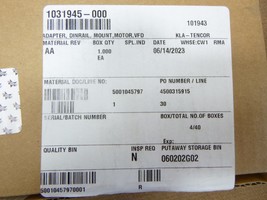 1031945-000
101943
ADAPTER, DINRAIL, MOUNT,MOTOR,VFD
KLA-TENCOR
MATERIAL REV BOX QTY SPL.IND DATE WHSE:CW1 RMA
AA 1.000 06/14/2023
EA
MATERIAL DOC/LINE NO: PO NUMBER / LINE
5001045797 4500315915
1 30
SERIAL/BATCH NUMBER BOX/TOTAL NO.OF BOXES
4/40
QUALITY BIN INSP REQ PUTAWAY STORAGE BIN
N 060202G02
50010457970001 R